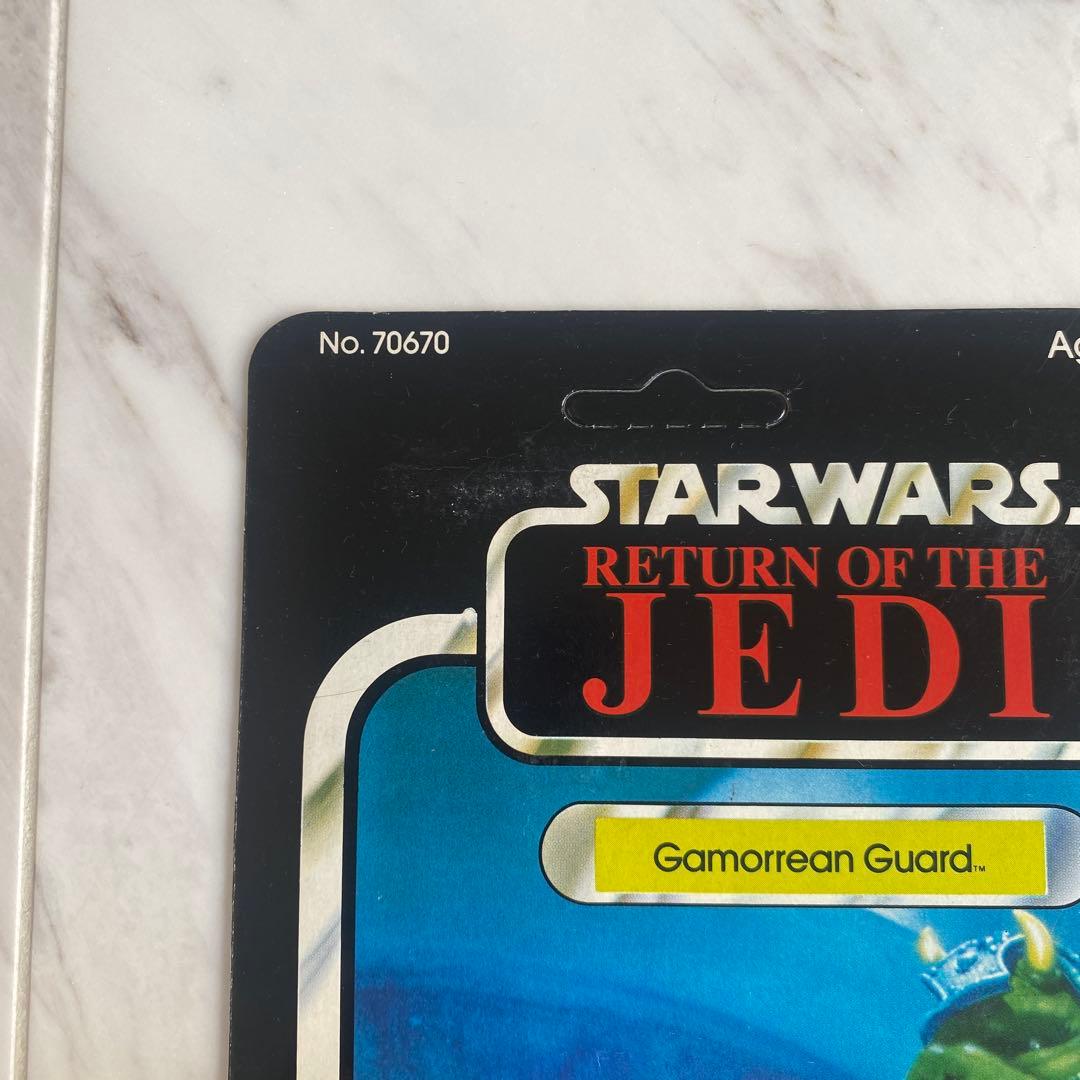 No. 70670
STAR WARS
RETURN OF THE
JEDI
Gamorrean Guard™